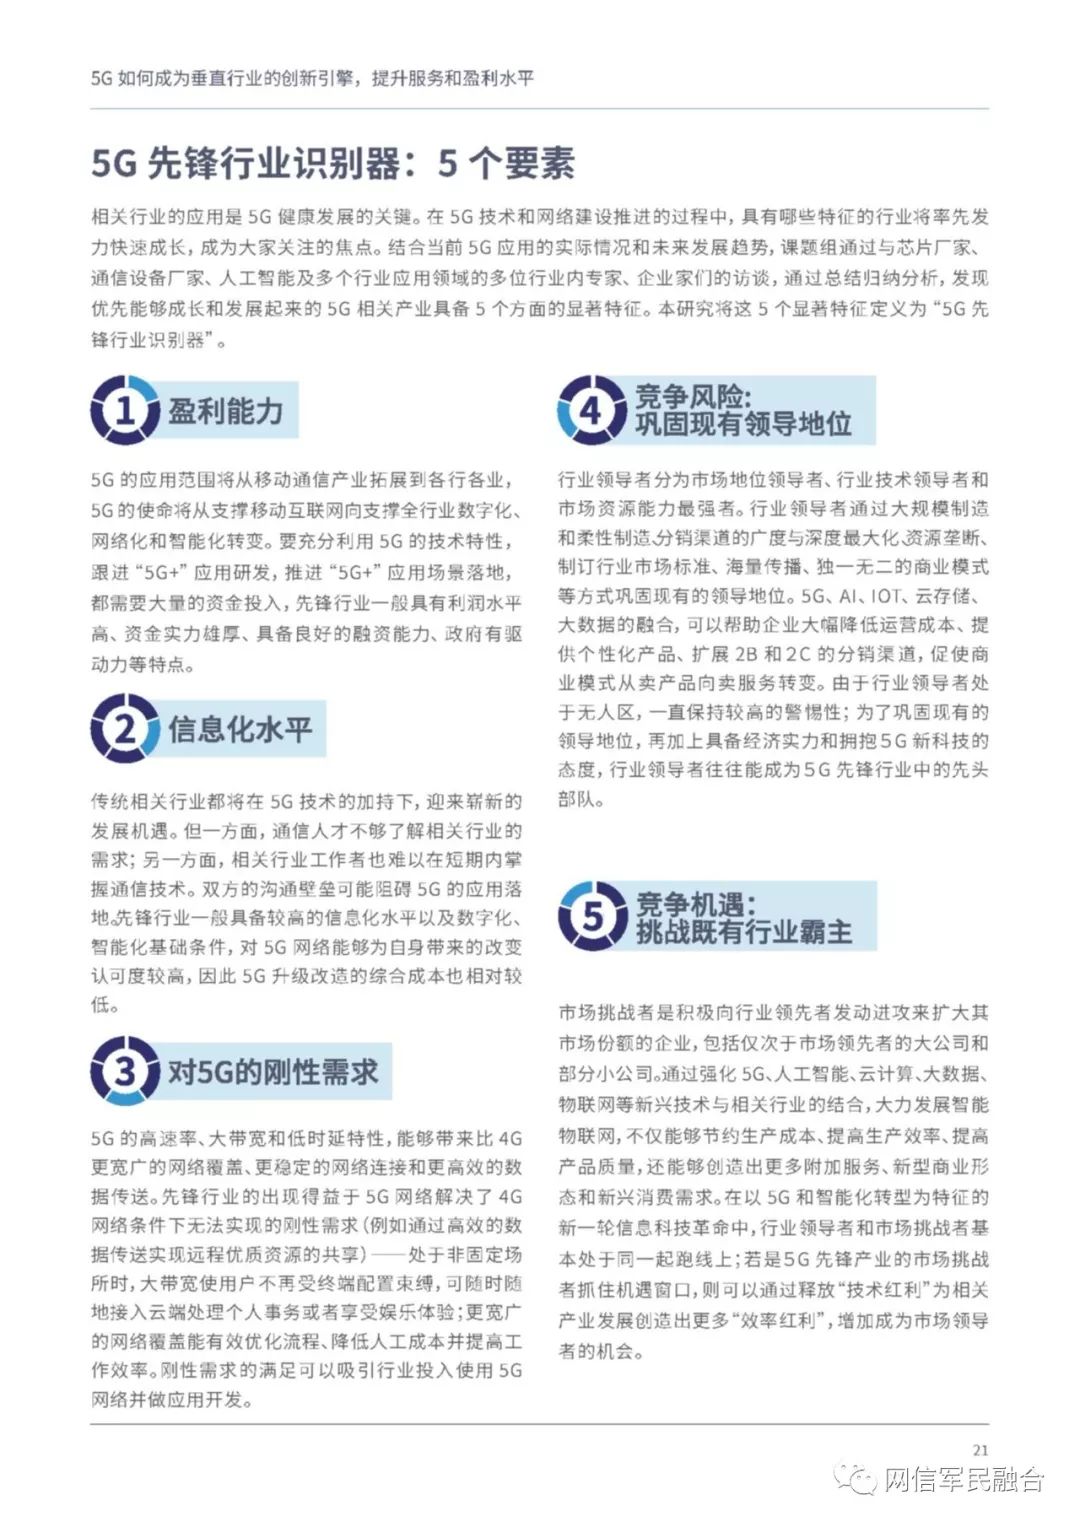 5G 如何成为垂直行业的创新引擎，提升服务和盈利水平
5G 先锋行业识别器：5 个要素
相关行业的应用是 5G 健康发展的关键。在 5G 技术和网络建设推进的过程中，具有哪些特征的行业将率先发
力快速成长，成为大家关注的焦点。结合当前 5G 应用的实际情况和未来发展趋势，课题组通过与芯片厂家、
通信设备厂家、人工智能及多个行业应用领域的多位行业内专家、企业家们的访谈，通过总结归纳分析，发现
优先能够成长和发展起来的 5G 相关产业具备 5 个方面的显著特征。本研究将这 5 个显著特征定义为 “5G 先
锋行业识别器” 。
1 盈利能力
5G 的应用范围将从移动通信产业拓展到各行各业，
5G 的使命将从支撑移动互联网向支撑全行业数字化、
网络化和智能化转变。要充分利用 5G 的技术特性，
跟进 “5G+” 应用研发，推进 “5G+” 应用场景落地，
都需要大量的资金投入，先锋行业一般具有利润水平
高、资金实力雄厚、具备良好的融资能力、政府有驱
动力等特点。
2 信息化水平
传统相关行业都将在 5G 技术的加持下，迎来崭新的
发展机遇。但一方面，通信人才不够了解相关行业的
需求；另一方面，相关行业工作者也难以在短期内掌
握通信技术。双方的沟通壁垒可能阻碍 5G 的应用落
地。先锋行业一般具备较高的信息化水平以及数字化、
智能化基础条件，对 5G 网络能够为自身带来的改变
认可度较高，因此 5G 升级改造的综合成本也相对较
低。
3 对5G的刚性需求
5G 的高速率、大带宽和低时延特性，能够带来比 4G
更宽广的网络覆盖、更稳定的网络连接和更高效的数
据传送。先锋行业的出现得益于 5G 网络解决了 4G
网络条件下无法实现的刚性需求（例如通过高效的数
据传送实现远程优质资源的共享）——处于非固定场
所时，大带宽使用户不再受终端配置束缚，可随时随
地接入云端处理个人事务或者享受娱乐体验；更宽广
的网络覆盖能有效优化流程、降低人工成本并提高工
作效率。刚性需求的满足可以吸引行业投入使用 5G
网络并做应用开发。
4 竞争风险：
巩固现有领导地位
行业领导者分为市场地位领导者、行业技术领导者和
市场资源能力最强者。行业领导者通过大规模制造
和柔性制造、分销渠道的广度与深度最大化、资源垄断、
制订行业市场标准、海量传播、独一无二的商业模式
等方式巩固现有的领导地位。5G、AI、IOT、云存储、
大数据的融合，可以帮助企业大幅降低运营成本、提
供个性化产品、扩展 2B 和 2C 的分销渠道，促使商
业模式从卖产品向卖服务转变。由于行业领导者处
于无人区，一直保持较高的警惕性；为了巩固现有的
领导地位，再加上具备经济实力和拥抱 5G 新科技的
态度，行业领导者往往能成为 5G 先锋行业中的先头
部队。
5 竞争机遇：
挑战既有行业霸主
市场挑战者是积极向行业领先者发动进攻来扩大其
市场份额的企业，包括仅次于市场领先者的大公司和
部分小公司。通过强化 5G、人工智能、云计算、大数据、
物联网等新兴技术与相关行业的结合，大力发展智能
物联网，不仅能够节约生产成本、提高生产效率、提高
产品质量，还能够创造出更多附加服务、新型商业形
态和新兴消费需求。在以 5G 和智能化转型为特征的
新一轮信息科技革命中，行业领导者和市场挑战者基
本处于同一起跑线上；若是 5G 先锋产业的市场挑战
者抓住机遇窗口，则可以通过释放 “技术红利” 为相关
产业发展创造出更多 “效率红利” ，增加成为市场领导
者的机会。
21
网信军民融合